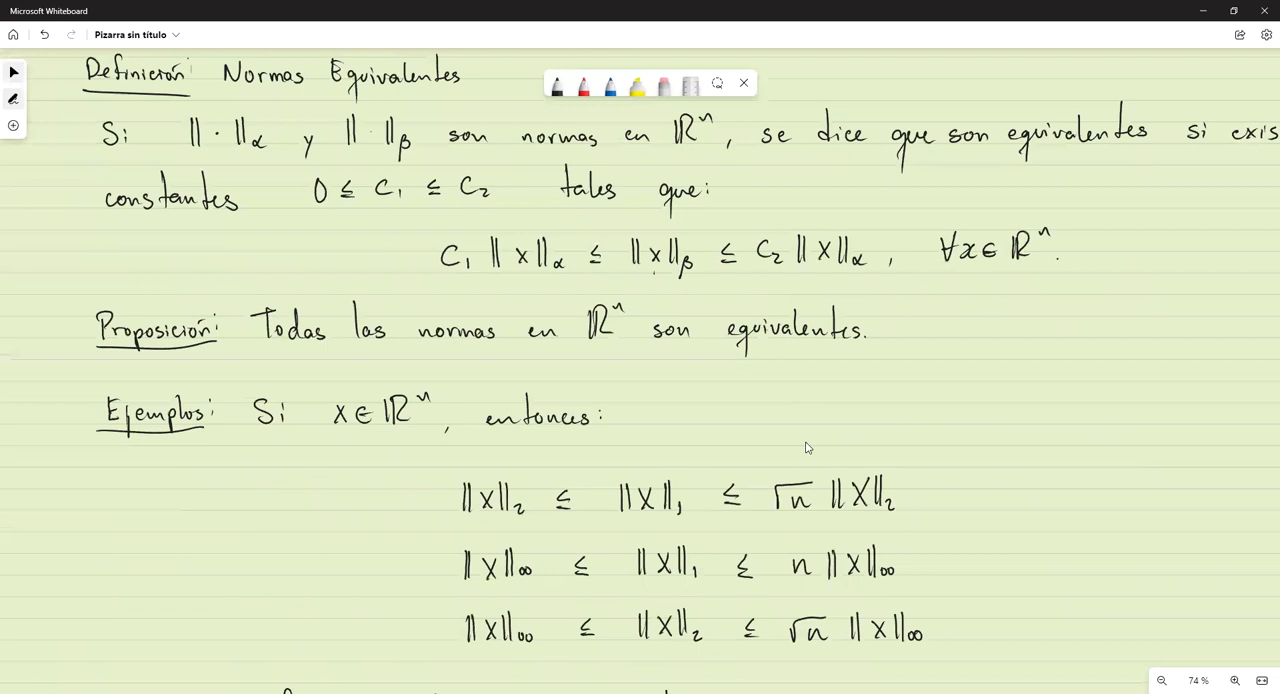 Microsoft Whiteboard
Pizarra sin título
Definición: Normas Equivalentes
Si ‖·‖α y ‖·‖β son normas en ℝⁿ, se dice que son equivalentes si exis
constantes 0 ≤ C₁ ≤ C₂ tales que:
C₁ ‖x‖α ≤ ‖x‖β ≤ C₂ ‖x‖α, ∀x ∈ ℝⁿ.
Proposición: Todas las normas en ℝⁿ son equivalentes.
Ejemplos: Si x ∈ ℝⁿ, entonces:
‖x‖₂ ≤ ‖x‖₁ ≤ √n ‖x‖₂
‖x‖∞ ≤ ‖x‖₁ ≤ n ‖x‖∞
‖x‖∞ ≤ ‖x‖₂ ≤ √n ‖x‖∞
74 %